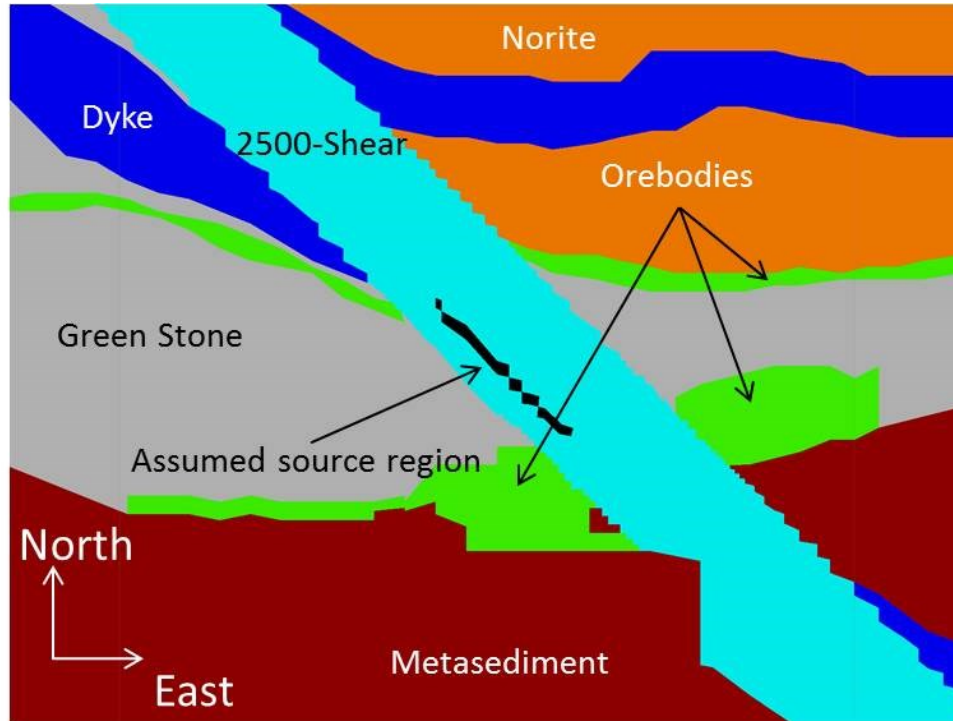 Norite
Dyke
2500-Shear
Orebodies
Green Stone
Assumed source region
North
East
Metasediment